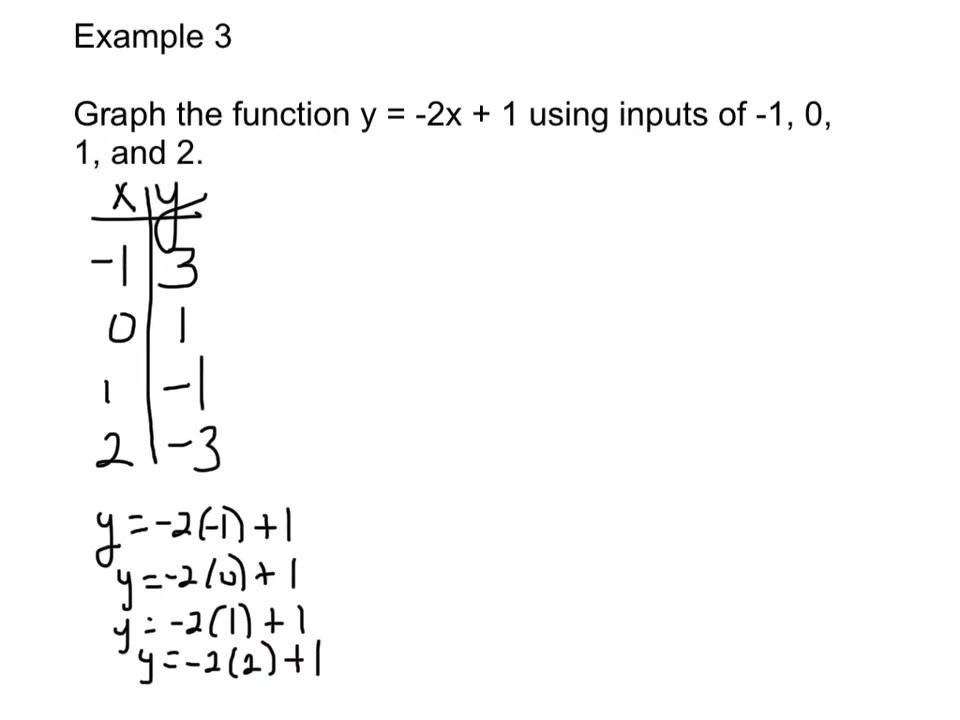 Example 3
Graph the function y = -2x + 1 using inputs of -1, 0,
1, and 2.
x y
-1 3
0 1
1 -1
2 -3
y = -2(-1) + 1
y = -2(0) + 1
y = -2(1) + 1
y = -2(2) + 1